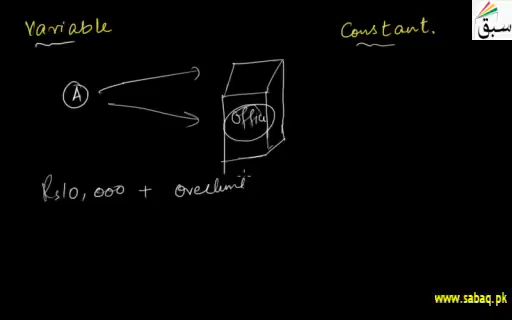 Variable
Constant.
سبق
A
Office
Rs10,000 + overtime
www.sabaq.pk